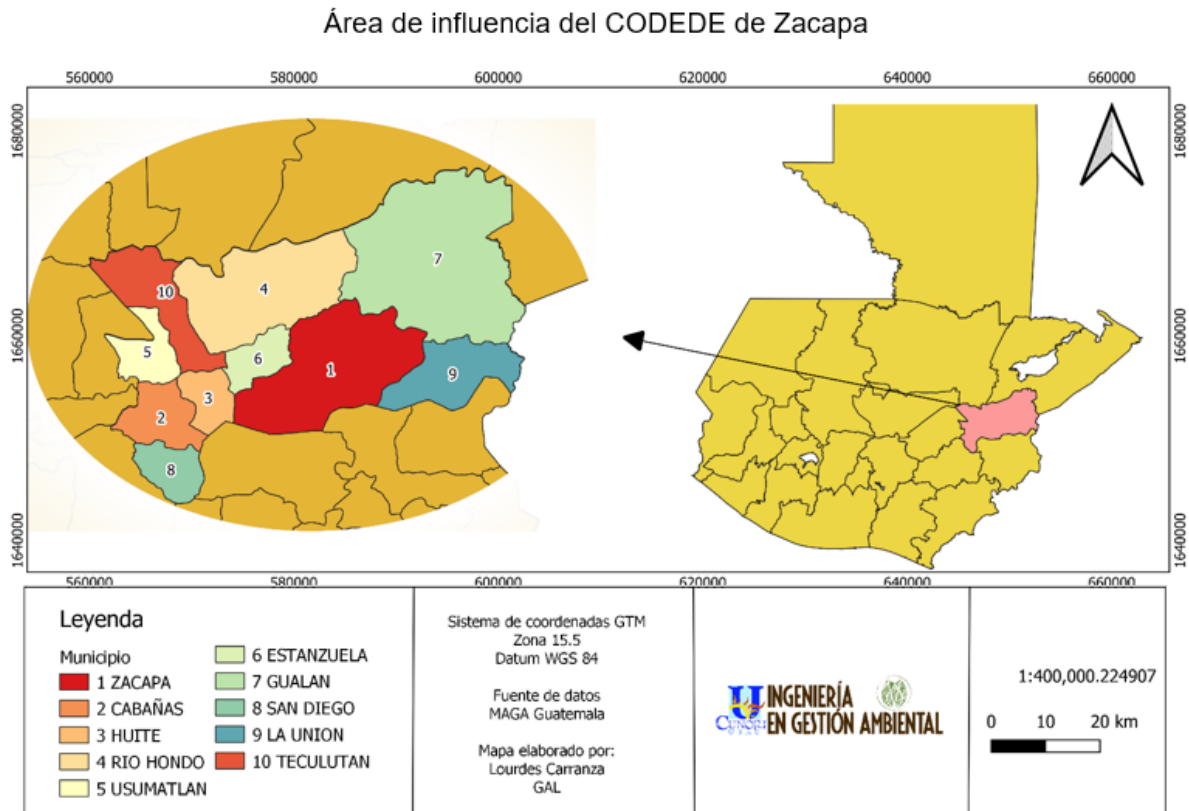 Área de influencia del CODEDE de Zacapa
560000
580000
600000
620000
640000
660000
1680000
1680000
1660000
1660000
1640000
1640000
7
4
10
6
5
1
9
3
2
8
560000
580000
600000
620000
640000
660000
Leyenda
Municipio
1 ZACAPA
2 CABAÑAS
3 HUITE
4 RIO HONDO
5 USUMATLAN
6 ESTANZUELA
7 GUALAN
8 SAN DIEGO
9 LA UNION
10 TECULUTAN
Sistema de coordenadas GTM
Zona 15.5
Datum WGS 84
Fuente de datos
MAGA Guatemala
Mapa elaborado por:
Lourdes Carranza
GAL
U
CUNORI
INGENIERÍA
EN GESTIÓN AMBIENTAL
1:400,000.224907
0 10 20 km